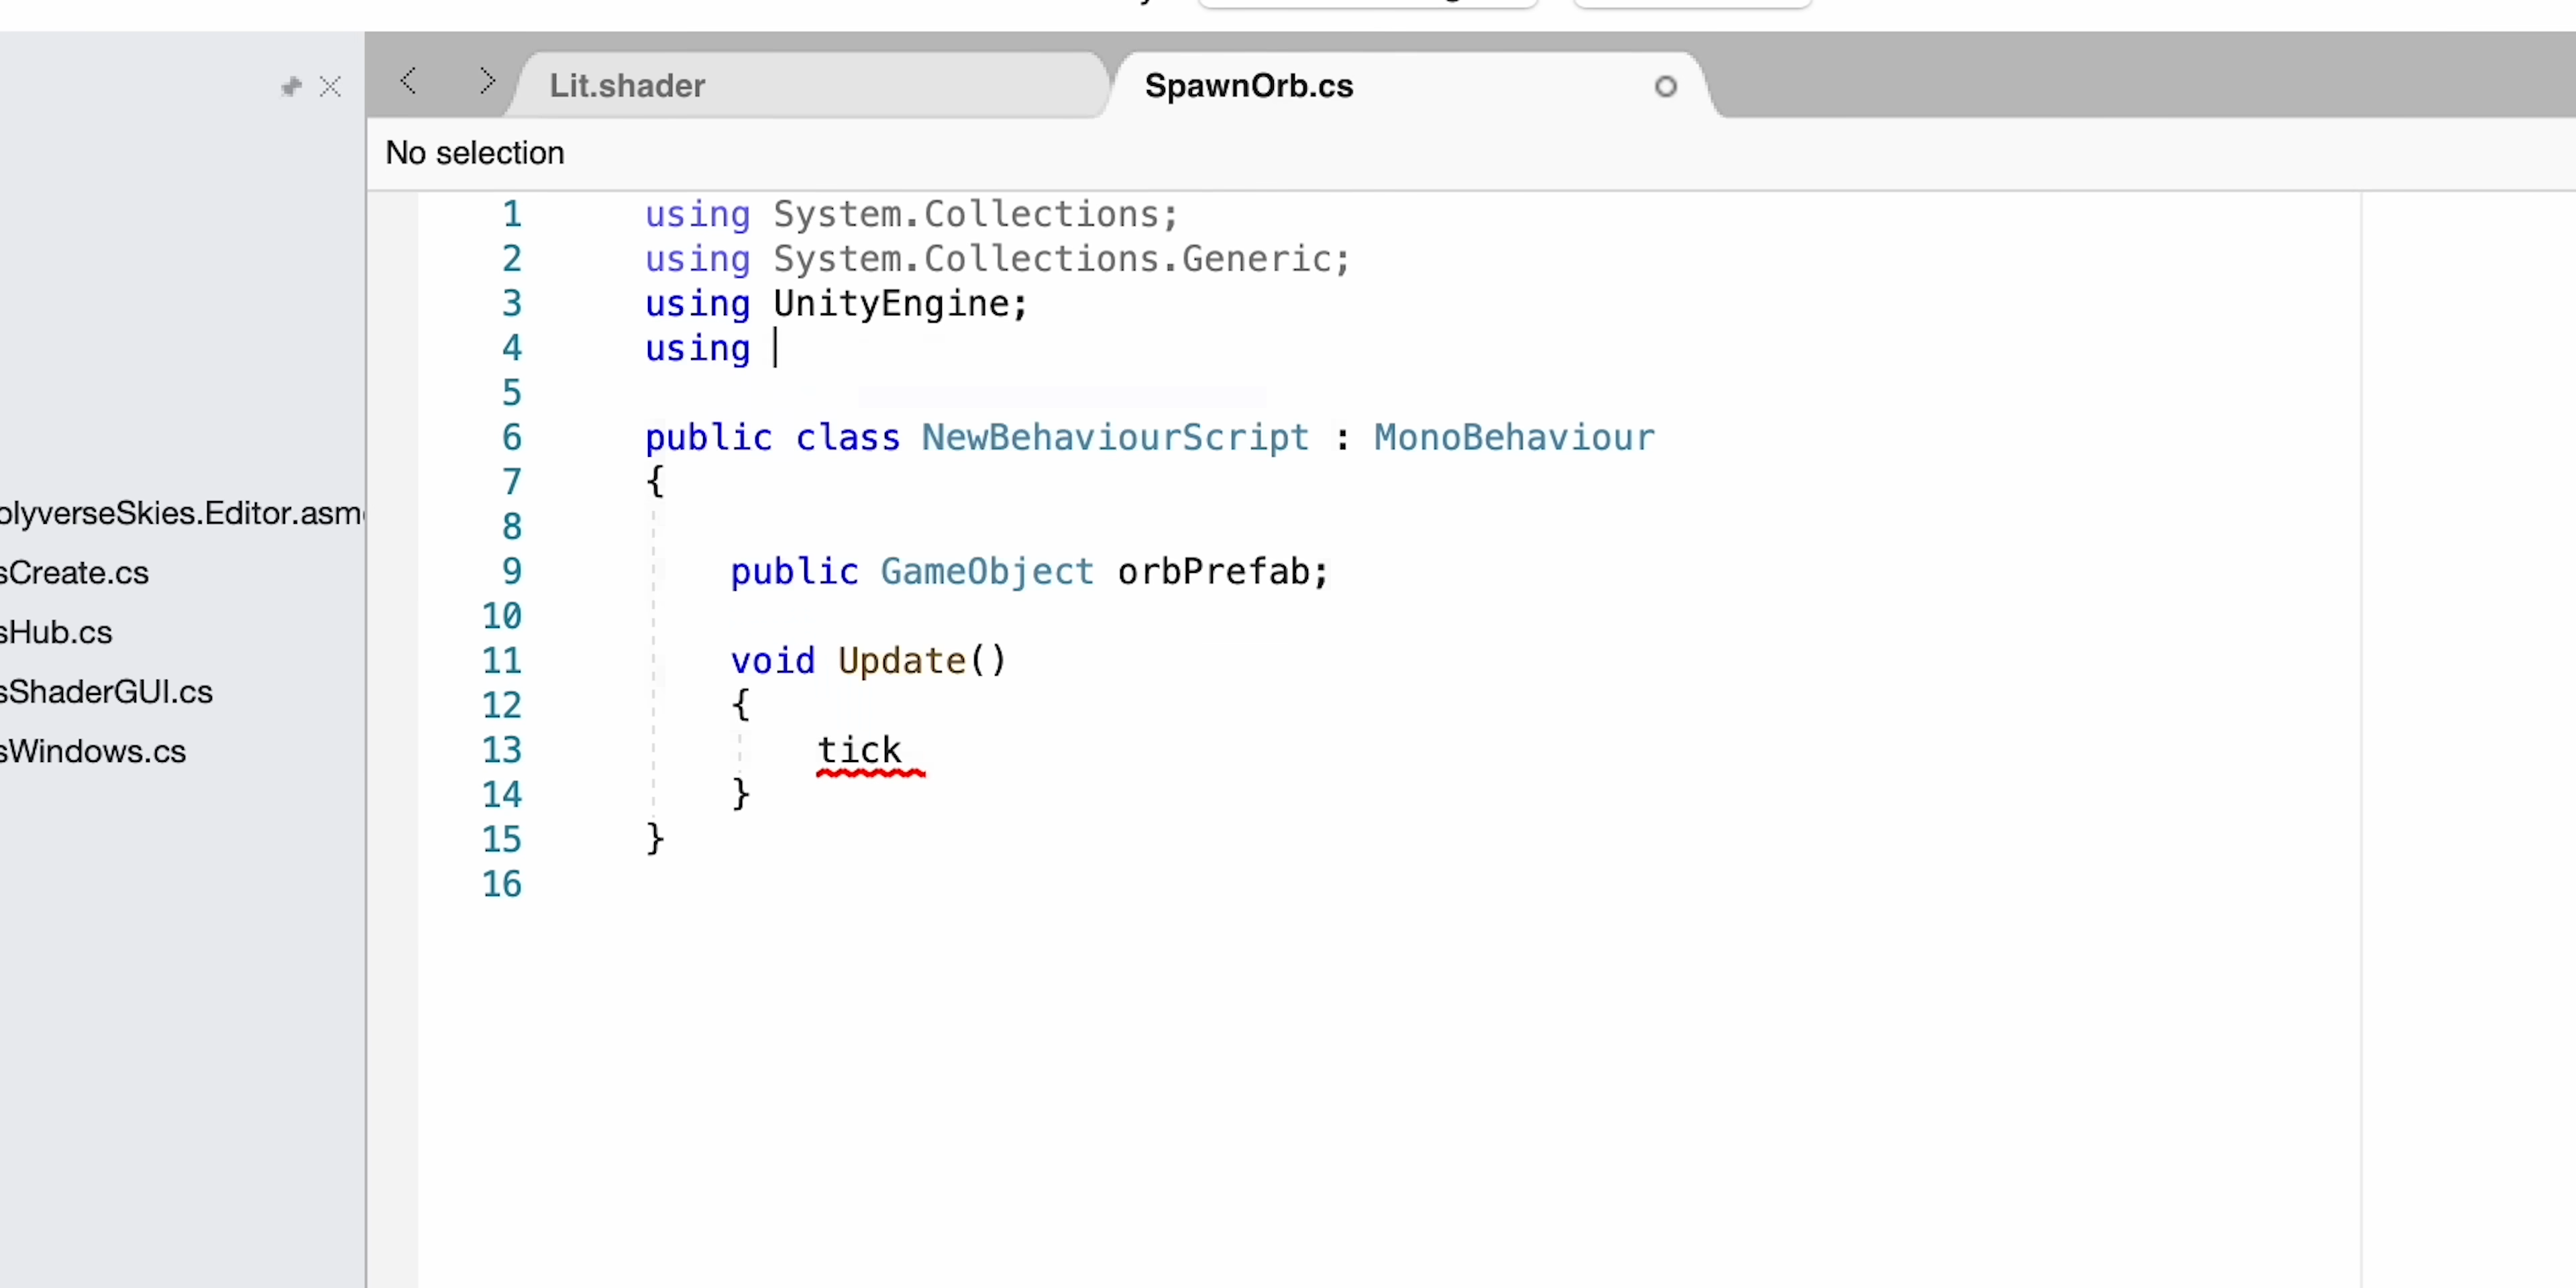 Lit.shader
SpawnOrb.cs
No selection
1 using System.Collections;
2 using System.Collections.Generic;
3 using UnityEngine;
4 using
5
6 public class NewBehaviourScript : MonoBehaviour
7 {
8
9 public GameObject orbPrefab;
10
11 void Update()
12 {
13 tick
14 }
15 }
16
olyverseSkies.Editor.asm
sCreate.cs
sHub.cs
sShaderGUI.cs
sWindows.cs